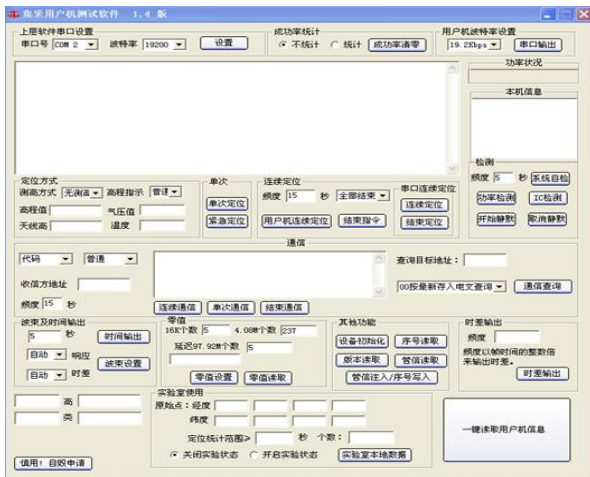 集采用户机测试软件 1.4 版
上层软件串口设置
串口号 COM 2 波特率 19200 设置
成功率统计
不统计 统计 成功率清零
用户机波特率设置
19.2Kbps 串口输出
功率状况
本机信息
检测
频度 5 秒 系统自检
功率检测 IC检测
开始静默 取消静默
定位方式
测高方式 无测高 高程指示 普通
高程值 气压值
天线高 温度
单次
单次定位
紧急定位
连续定位
频度 15 秒 全部结束
用户机连续定位 结束指令
串口连续定位
连续定位
结束定位
通信
代码 普通
收信方地址
频度 15 秒
连续通信 单次通信 结束通信
查询目标地址:
00按最新存入电文查询 通信查询
波束及时间输出
5 秒 时间输出
自动 响应 波束设置
自动 时差
零值
16K个数 5 4.08M个数 237
延迟97.92M个数 5
零值设置 零值读取
其他功能
设备初始化 序号读取
版本读取 管信读取
管信注入/序号写入
时差输出
频度
频度以帧时间的整数倍
来输出时差。
时差输出
高
类
慎用! 自毁申请
实验室使用
原始点:经度
纬度
定位统计范围≥ 秒 个数:
关闭实验状态 开启实验状态 实验室本地数据
一键读取用户机信息